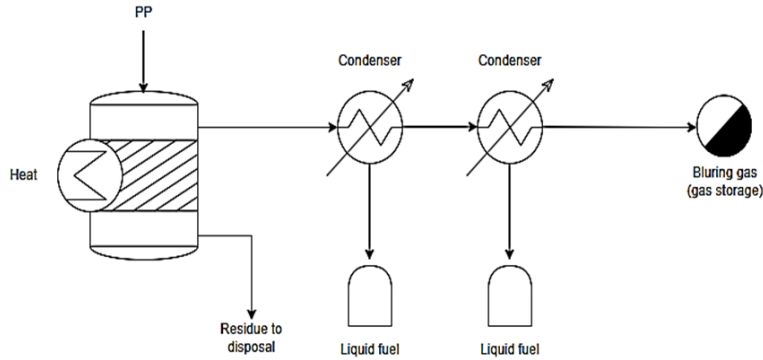 PP
Condenser
Condenser
Heat
Bluring gas
(gas storage)
Residue to
disposal
Liquid fuel
Liquid fuel